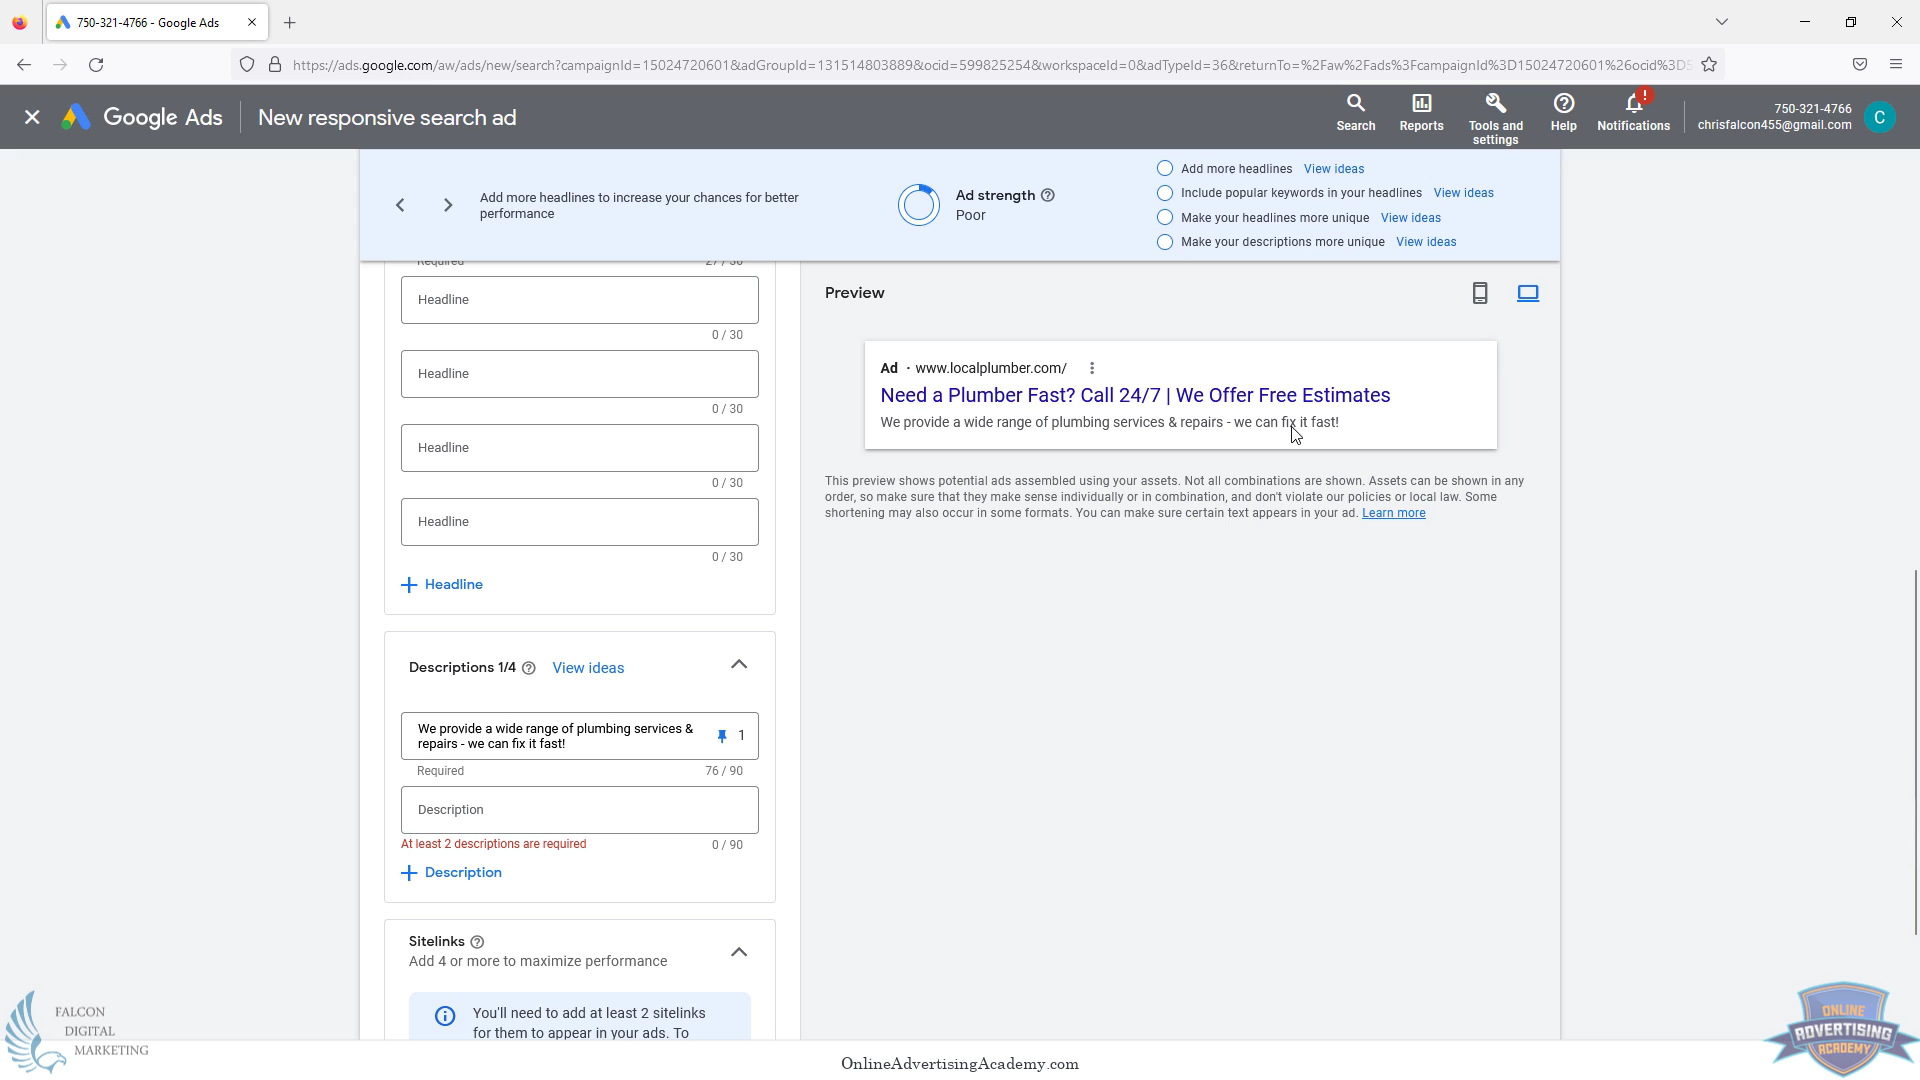 750-321-4766 - Google Ads
https://ads.google.com/aw/ads/new/search?campaignId=15024720601&adGroupId=131514803889&ocid=599825254&workspaceId=0&adTypeId=36&returnTo=%2Faw%2Fads%3FcampaignId%3D15024720601%26ocid%3D5
Google Ads
New responsive search ad
Search
Reports
Tools and
settings
Help
!
Notifications
750-321-4766
chrisfalcon455@gmail.com
C
Add more headlines to increase your chances for better
performance
Ad strength
Poor
Add more headlines View ideas
Include popular keywords in your headlines View ideas
Make your headlines more unique View ideas
Make your descriptions more unique View ideas
Required 27 / 30
Headline
0 / 30
Headline
0 / 30
Headline
0 / 30
Headline
0 / 30
+ Headline
Descriptions 1/4 View ideas
We provide a wide range of plumbing services &
repairs - we can fix it fast!
1
Required 76 / 90
Description
At least 2 descriptions are required 0 / 90
+ Description
Sitelinks
Add 4 or more to maximize performance
You'll need to add at least 2 sitelinks
for them to appear in your ads. To
Preview
Ad · www.localplumber.com/
Need a Plumber Fast? Call 24/7 | We Offer Free Estimates
We provide a wide range of plumbing services & repairs - we can fix it fast!
This preview shows potential ads assembled using your assets. Not all combinations are shown. Assets can be shown in any
order, so make sure that they make sense individually or in combination, and don't violate our policies or local law. Some
shortening may also occur in some formats. You can make sure certain text appears in your ad. Learn more
FALCON
DIGITAL
MARKETING
OnlineAdvertisingAcademy.com
ONLINE
ADVERTISING
ACADEMY